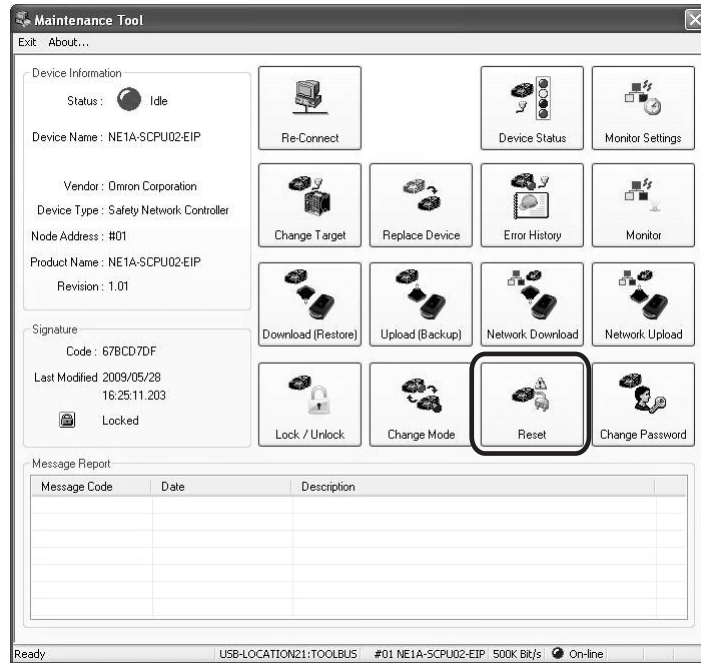 Maintenance Tool
Exit About...
Device Information
Status : Idle
Device Name : NE1A-SCPU02-EIP
Vendor : Omron Corporation
Device Type : Safety Network Controller
Node Address : #01
Product Name : NE1A-SCPU02-EIP
Revision : 1.01
Signature
Code : 67BCD7DF
Last Modified 2009/05/28
16:25:11.203
Locked
Re-Connect
Device Status
Monitor Settings
Change Target
Replace Device
Error History
Monitor
Download (Restore)
Upload (Backup)
Network Download
Network Upload
Lock / Unlock
Change Mode
Reset
Change Password
Message Report
Message Code Date Description
Ready USB-LOCATION21:TOOLBUS #01 NE1A-SCPU02-EIP 500K Bit/s On-line